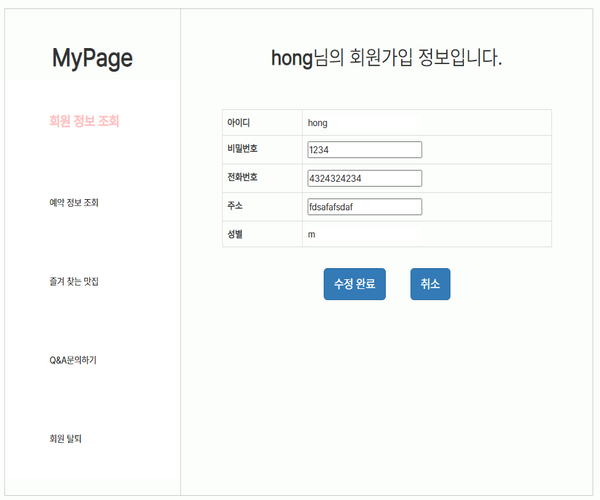 MyPage
회원 정보 조회
예약 정보 조회
즐겨 찾는 맛집
Q&A문의하기
회원 탈퇴
hong님의 회원가입 정보입니다.
아이디 hong
비밀번호 1234
전화번호 4324324234
주소 fdsafafsdaf
성별 m
수정 완료 취소